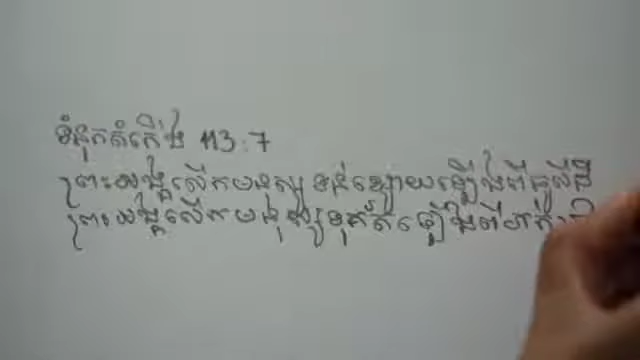 ទំនុកតំកើង 113:7
ព្រះអង្គលើកមនុស្សទន់ខ្សោយឡើងពីធូលីដី
ព្រះអង្គលើកមនុស្សទុគ៌តឡើងពី